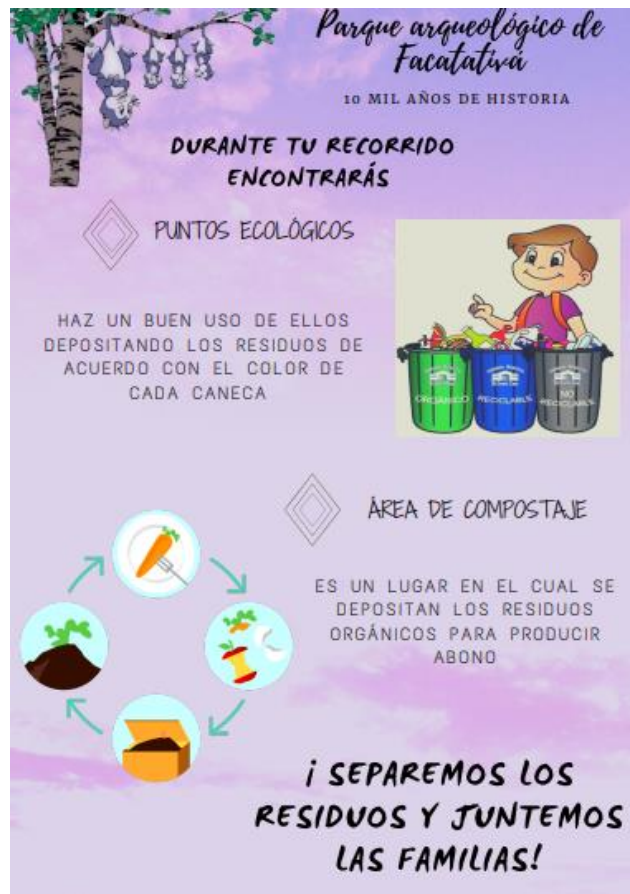 Parque arqueológico de
Facatativá
10 MIL AÑOS DE HISTORIA
DURANTE TU RECORRIDO
ENCONTRARÁS
PUNTOS ECOLÓGICOS
HAZ UN BUEN USO DE ELLOS
DEPOSITANDO LOS RESIDUOS DE
ACUERDO CON EL COLOR DE
CADA CANECA
ORGÁNICO
RECICLABLE
NO
RECICLABLE
ÁREA DE COMPOSTAJE
ES UN LUGAR EN EL CUAL SE
DEPOSITAN LOS RESIDUOS
ORGÁNICOS PARA PRODUCIR
ABONO
¡ SEPAREMOS LOS
RESIDUOS Y JUNTEMOS
LAS FAMILIAS!